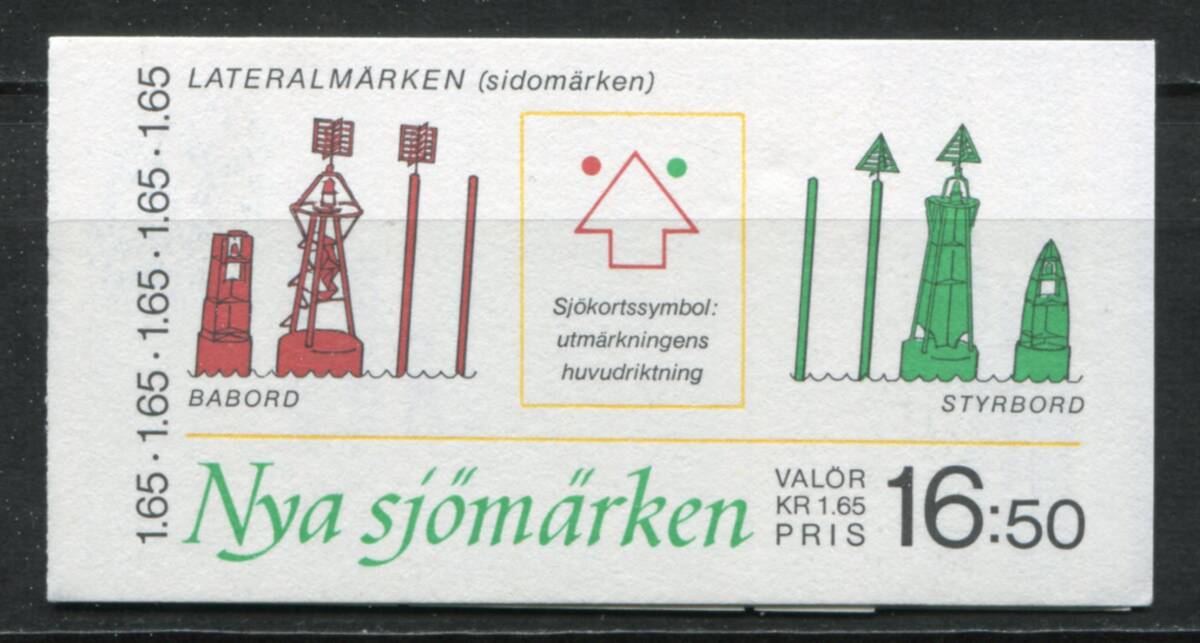 LATERALMÄRKEN (sidomärken)
1.65 · 1.65 · 1.65 · 1.65 · 1.65
Sjökortssymbol:
utmärkningens
huvudriktning
BABORD
STYRBORD
Nya sjömärken
VALÖR
KR 1.65
PRIS
16:50